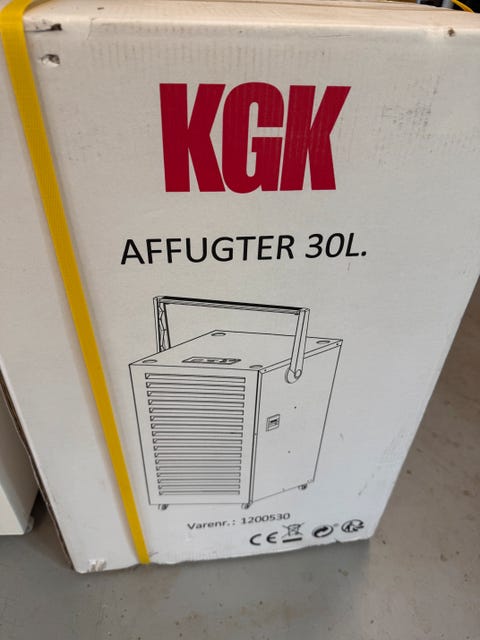 KGK
AFFUGTER 30L.
Varenr.: 1200530
CE